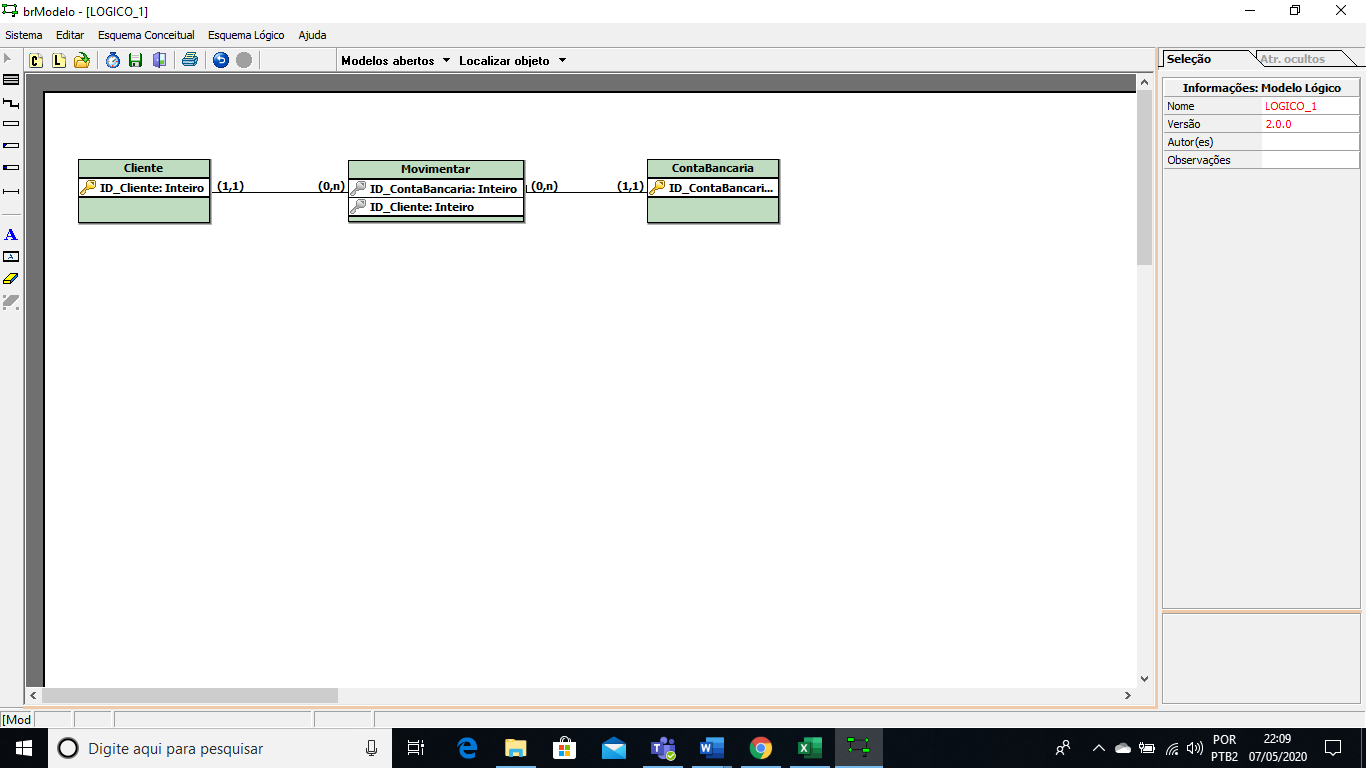 brModelo - [LOGICO_1]
Sistema Editar Esquema Conceitual Esquema Lógico Ajuda
C L Modelos abertos Localizar objeto
Seleção Atr. ocultos
Informações: Modelo Lógico
Nome LOGICO_1
Versão 2.0.0
Autor(es)
Observações
Cliente
ID_Cliente: Inteiro
(1,1) (0,n)
Movimentar
ID_ContaBancaria: Inteiro
ID_Cliente: Inteiro
(0,n) (1,1)
ContaBancaria
ID_ContaBancari...
A
A
[Mod
Digite aqui para pesquisar
POR
PTB2
22:09
07/05/2020